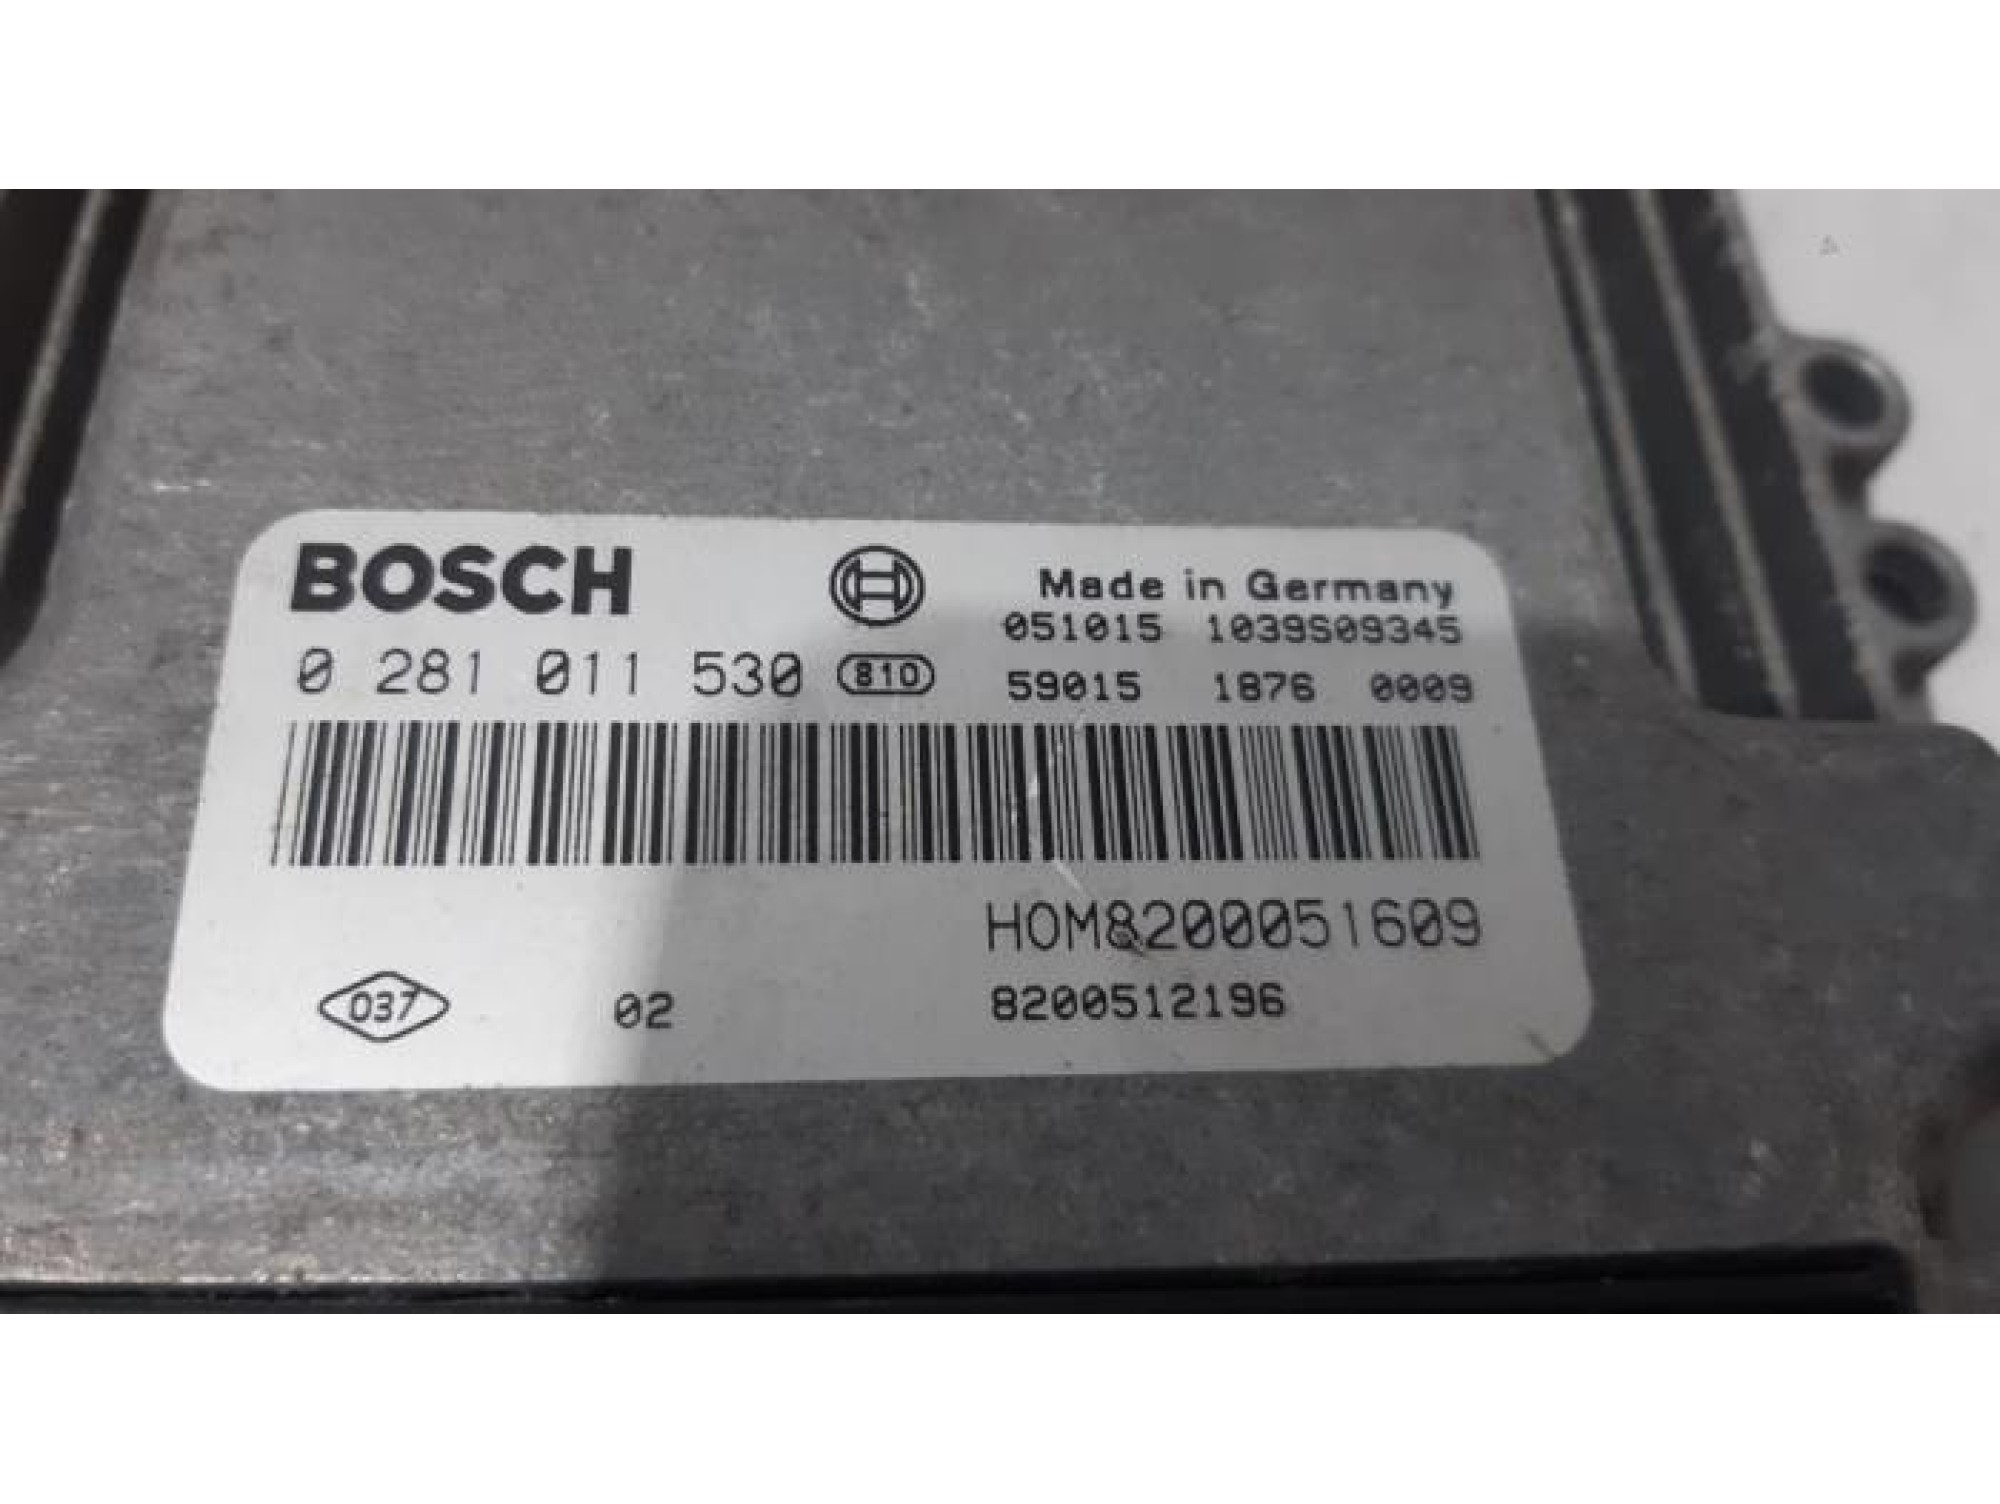 BOSCH
Made in Germany
051015 1039S09345
0 281 011 530 810
59015 1876 0009
HOM8200051609
037 02 8200512196